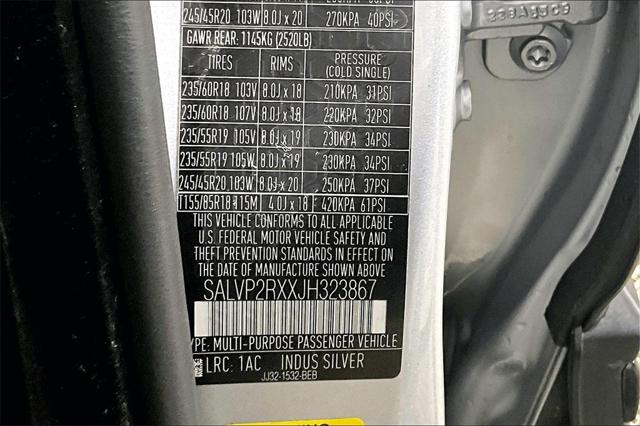 245/45R20 103W 8.0J x 20 270KPA 40PSI
GAWR REAR: 1145KG (2520LB)
TIRES RIMS PRESSURE
(COLD SINGLE)
235/60R18 103V 8.0J x 18 210KPA 31PSI
235/60R18 107V 8.0J x 18 220KPA 32PSI
235/55R19 105V 8.0J x 19 230KPA 34PSI
235/55R19 105W 8.0J x 19 230KPA 34PSI
245/45R20 103W 8.0J x 20 250KPA 37PSI
T155/85R18 115M 4.0J x 18 420KPA 61PSI
THIS VEHICLE CONFORMS TO ALL APPLICABLE
U.S. FEDERAL MOTOR VEHICLE SAFETY AND
THEFT PREVENTION STANDARDS IN EFFECT ON
THE DATE OF MANUFACTURE SHOWN ABOVE
SALVP2RXXJH323867
TYPE: MULTI-PURPOSE PASSENGER VEHICLE
LRC: 1AC INDUS SILVER
JJ32-1532-BEB